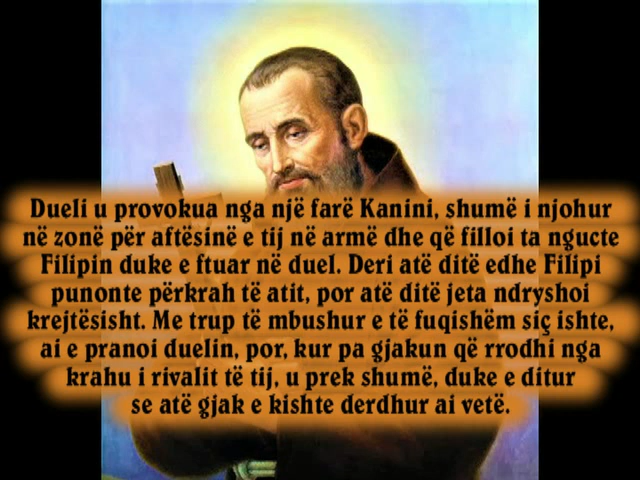 Dueli u provokua nga një farë Kanini, shumë i njohur
në zonë për aftësinë e tij në armë dhe që filloi ta ngucte
Filipin duke e ftuar në duel. Deri atë ditë edhe Filipi
punonte përkrah të atit, por atë ditë jeta ndryshoi
krejtësisht. Me trup të mbushur e të fuqishëm siç ishte,
ai e pranoi duelin, por, kur pa gjakun që rrodhi nga
krahu i rivalit të tij, u prek shumë, duke e ditur
se atë gjak e kishte derdhur ai vetë.